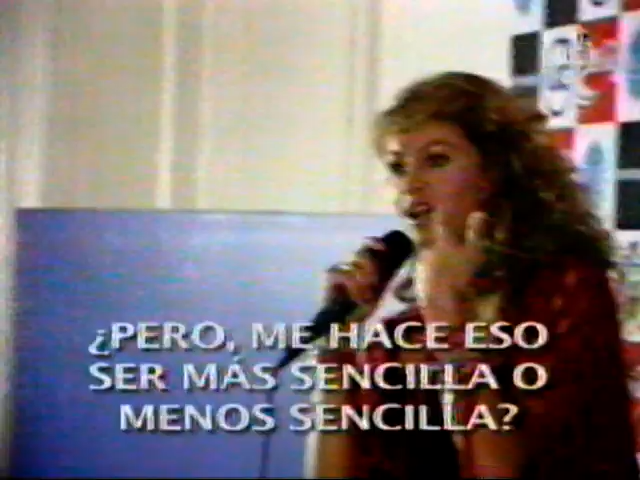 ¿PERO, ME HACE ESO
SER MÁS SENCILLA O
MENOS SENCILLA?